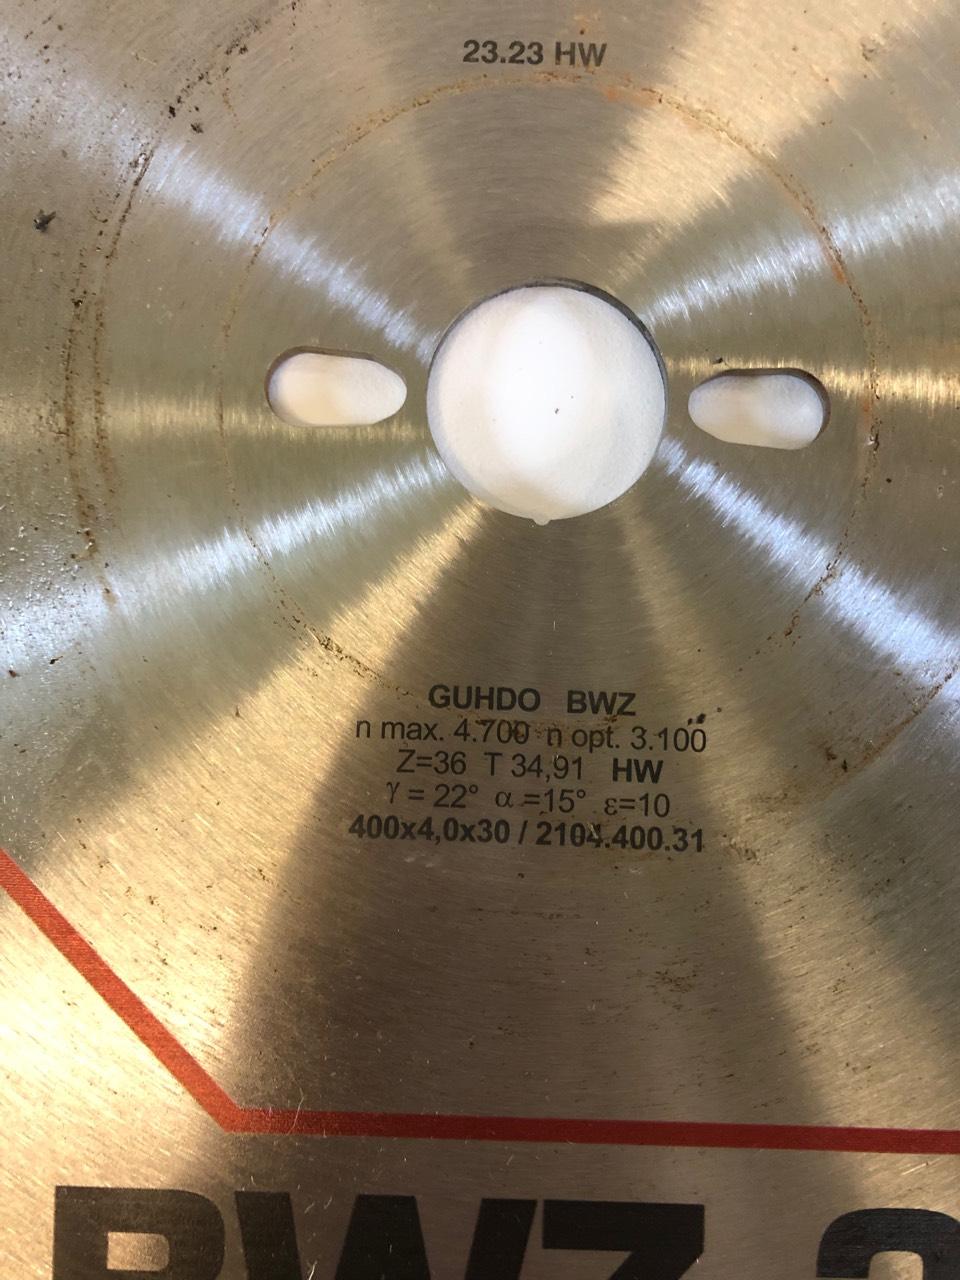 23.23 HW
GUHDO BWZ
n max. 4.700 n opt. 3.100
Z=36 T 34,91 HW
γ = 22° α =15° ε=10
400x4,0x30 / 2104.400.31
BWZ